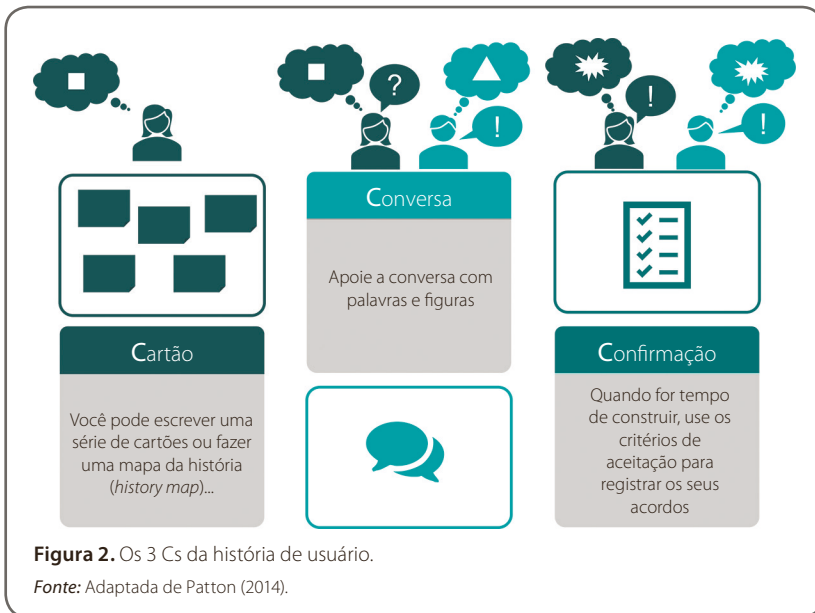 ?
!
!
!
Cartão
Você pode escrever uma
série de cartões ou fazer
uma mapa da história
(history map)...
Conversa
Apoie a conversa com
palavras e figuras
Confirmação
Quando for tempo
de construir, use os
critérios de
aceitação para
registrar os seus
acordos
Figura 2. Os 3 Cs da história de usuário.
Fonte: Adaptada de Patton (2014).